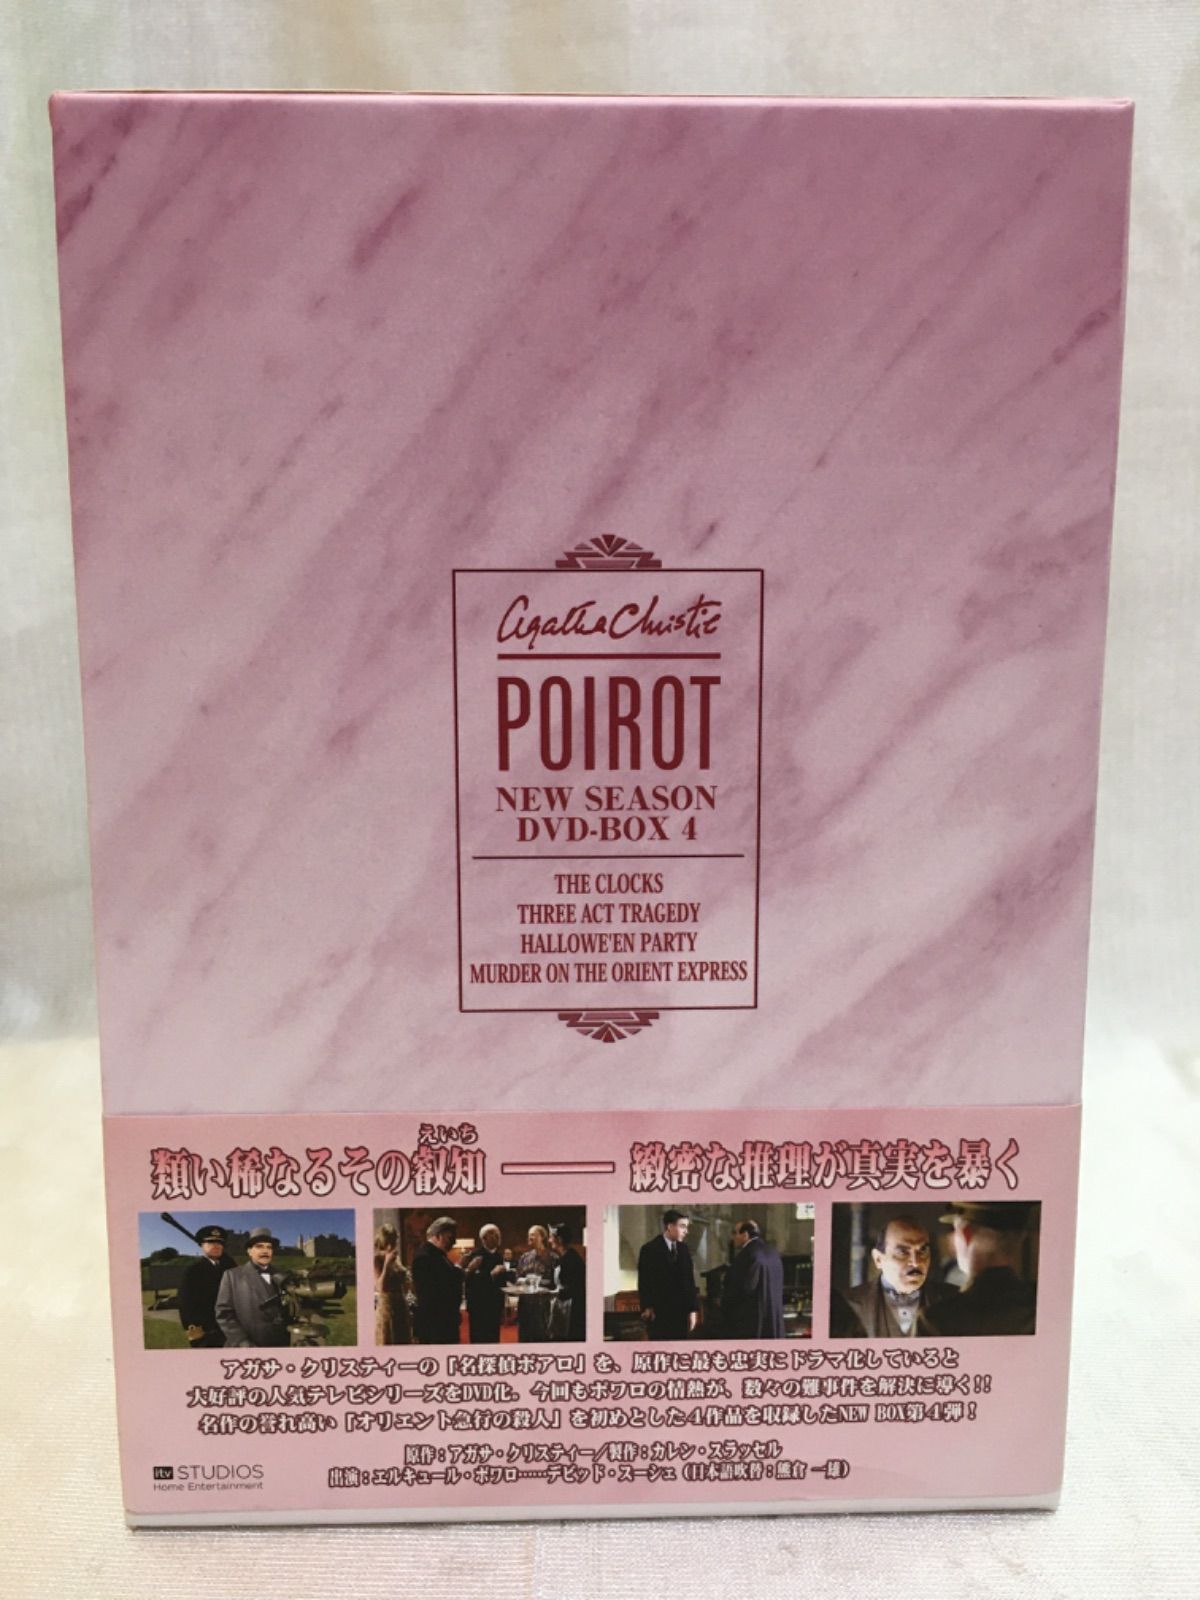 Agatha Christie
POIROT
NEW SEASON
DVD-BOX 4
THE CLOCKS
THREE ACT TRAGEDY
HALLOWE'EN PARTY
MURDER ON THE ORIENT EXPRESS
えいち
類い稀なるその叡知 ─── 緻密な推理が真実を暴く
アガサ・クリスティーの「名探偵ポアロ」を、原作に最も忠実にドラマ化していると
大好評の人気テレビシリーズをDVD化。今回もポワロの情熱が、数々の難事件を解決に導く!!
名作の誉れ高い『オリエント急行の殺人』を初めとした4作品を収録したNEW BOX第4弾!
原作:アガサ・クリスティー/製作:カレン・スラッセル
出演:エルキュール・ポワロ……デビッド・スーシェ(日本語吹替:熊倉 一雄)
itv STUDIOS
Home Entertainment